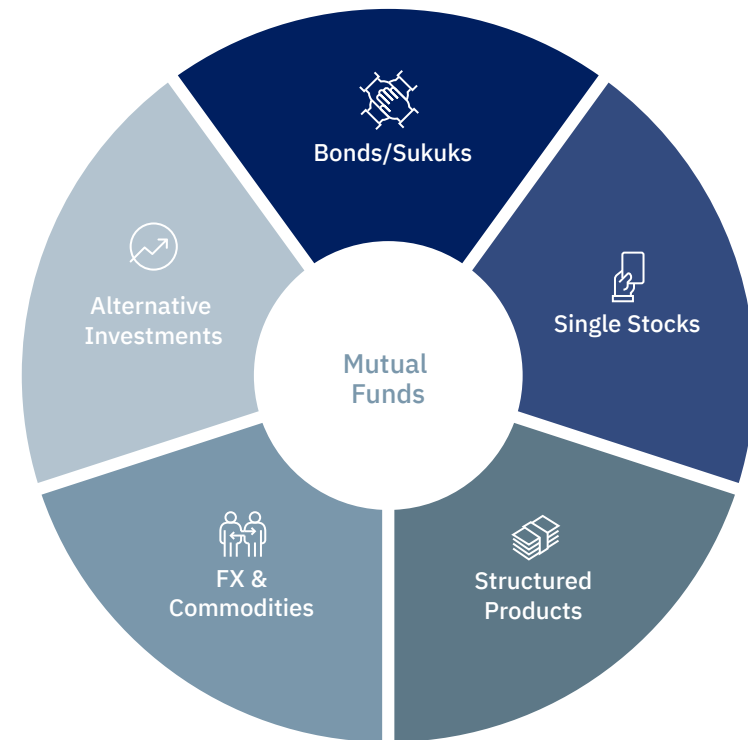 Bonds/Sukuks
Single Stocks
Structured
Products
FX &
Commodities
Alternative
Investments
Mutual
Funds